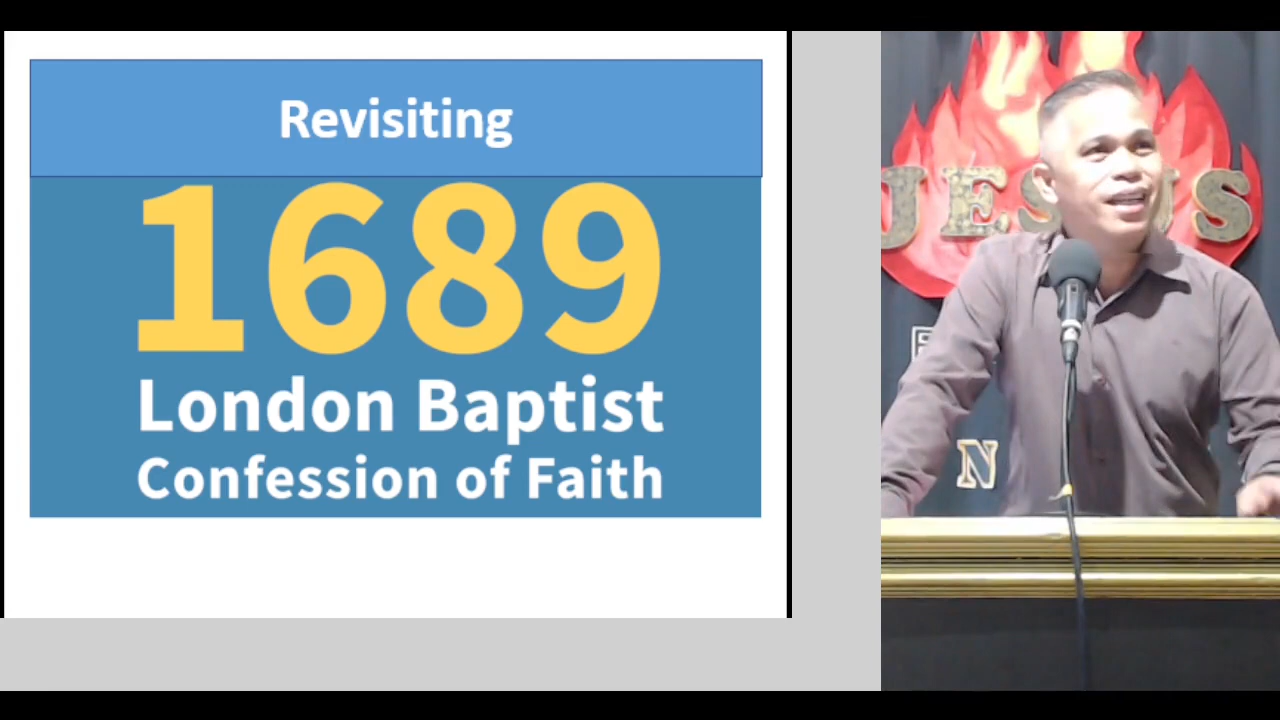 Revisiting
1689
London Baptist
Confession of Faith
JESUS
N